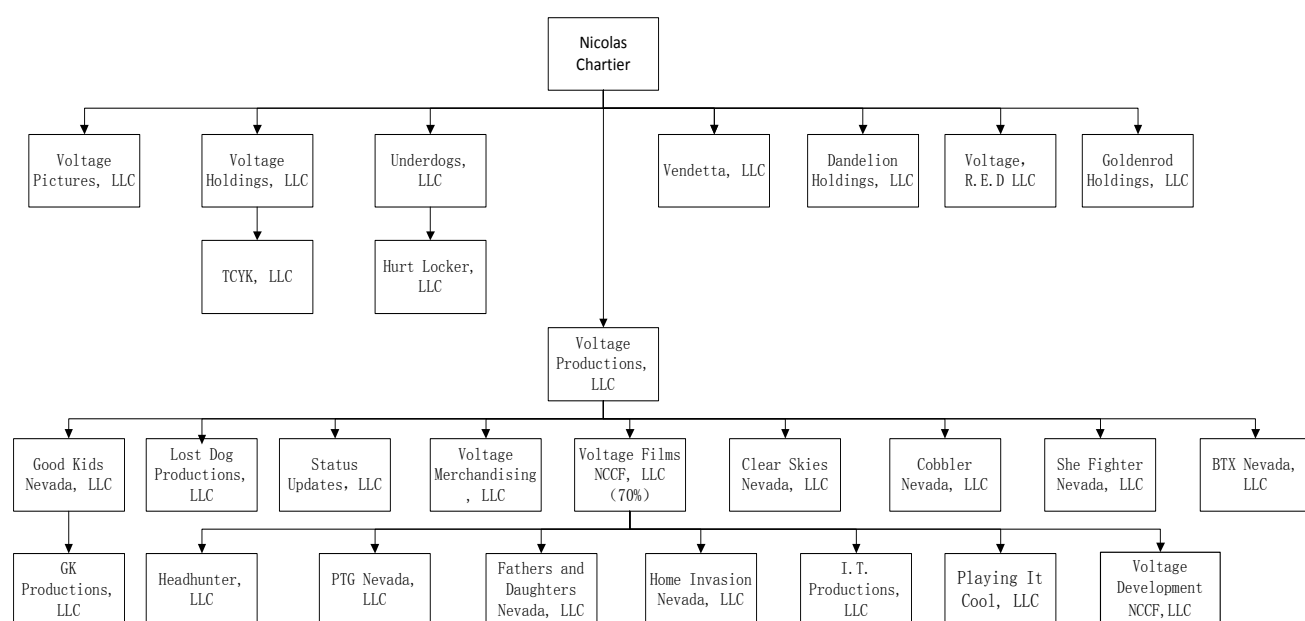 Nicolas
Chartier
Voltage
Pictures, LLC
Voltage
Holdings, LLC
Underdogs,
LLC
Vendetta, LLC
Dandelion
Holdings, LLC
Voltage,
R.E.D LLC
Goldenrod
Holdings, LLC
TCYK, LLC
Hurt Locker,
LLC
Voltage
Productions,
LLC
Good Kids
Nevada, LLC
Lost Dog
Productions,
LLC
Status
Updates, LLC
Voltage
Merchandising
, LLC
Voltage Films
NCCF, LLC
(70%)
Clear Skies
Nevada, LLC
Cobbler
Nevada, LLC
She Fighter
Nevada, LLC
BTX Nevada,
LLC
GK
Productions,
LLC
Headhunter,
LLC
PTG Nevada,
LLC
Fathers and
Daughters
Nevada, LLC
Home Invasion
Nevada, LLC
I.T.
Productions,
LLC
Playing It
Cool, LLC
Voltage
Development
NCCF,LLC